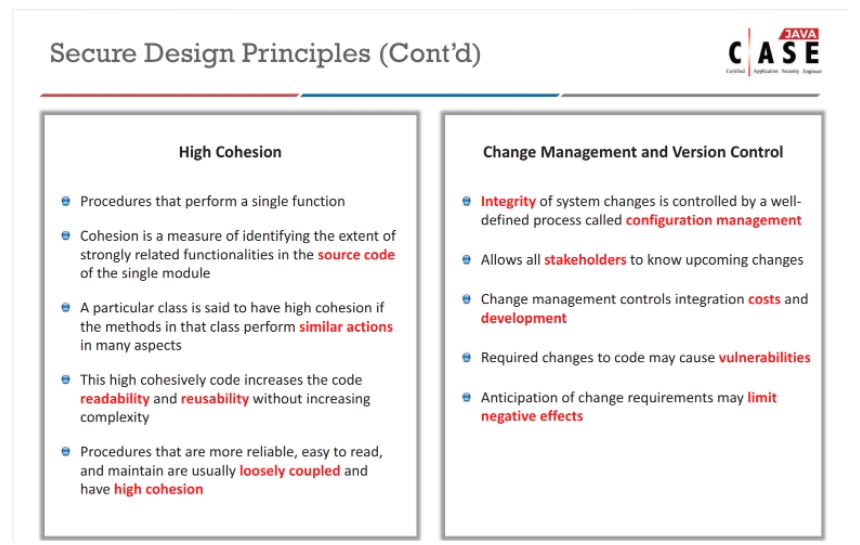 Secure Design Principles (Cont'd)
JAVA
CASE
Certified Application Security Engineer
High Cohesion
Procedures that perform a single function
Cohesion is a measure of identifying the extent of
strongly related functionalities in the source code
of the single module
A particular class is said to have high cohesion if
the methods in that class perform similar actions
in many aspects
This high cohesively code increases the code
readability and reusability without increasing
complexity
Procedures that are more reliable, easy to read,
and maintain are usually loosely coupled and
have high cohesion
Change Management and Version Control
Integrity of system changes is controlled by a well-
defined process called configuration management
Allows all stakeholders to know upcoming changes
Change management controls integration costs and
development
Required changes to code may cause vulnerabilities
Anticipation of change requirements may limit
negative effects